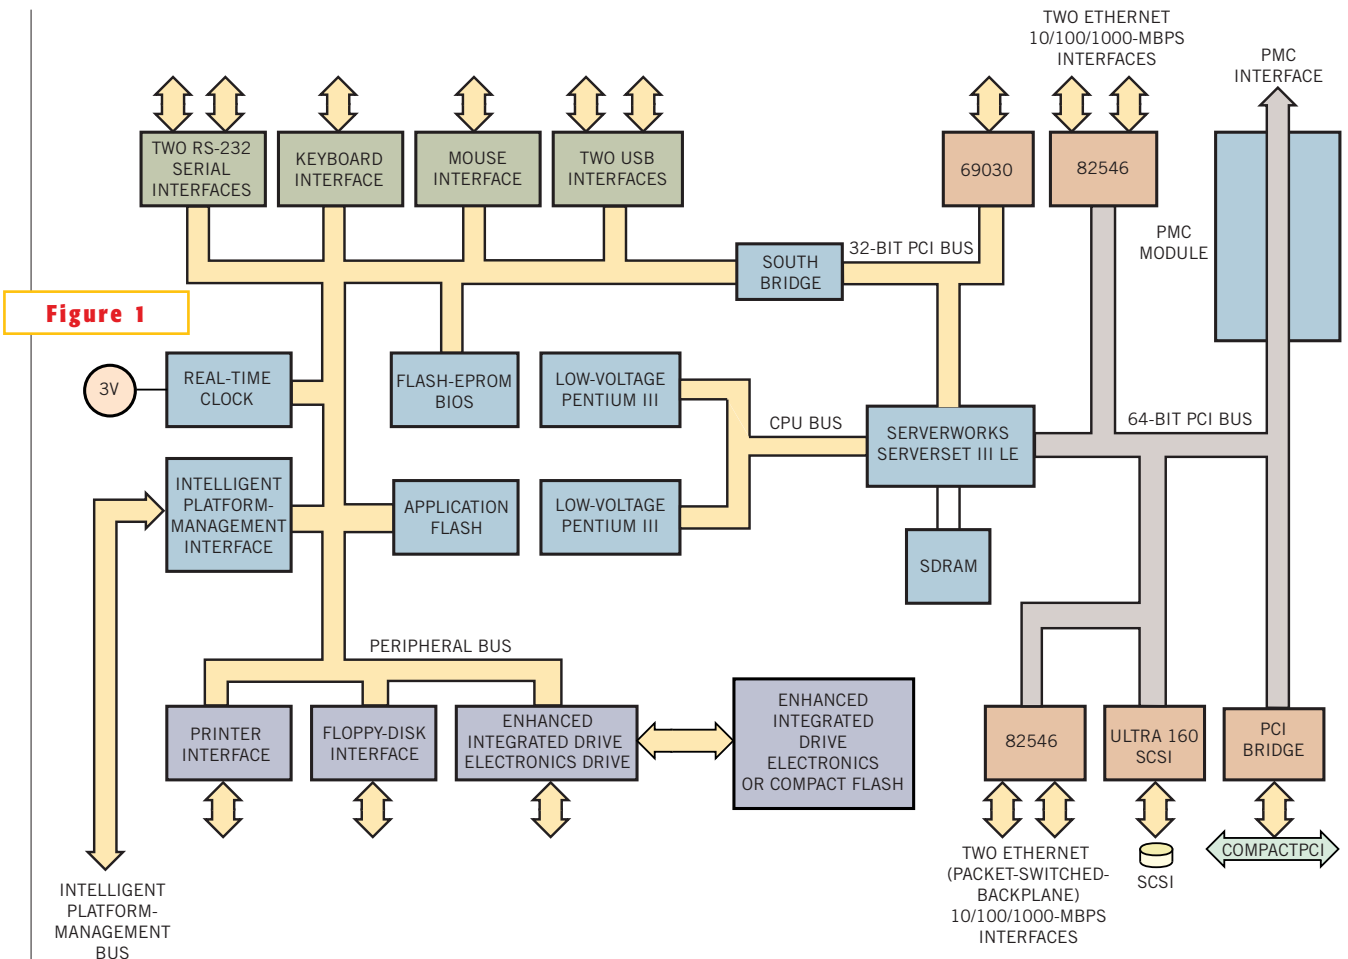 TWO ETHERNET
10/100/1000-MBPS
INTERFACES
PMC
INTERFACE
TWO RS-232
SERIAL
INTERFACES
KEYBOARD
INTERFACE
MOUSE
INTERFACE
TWO USB
INTERFACES
69030
82546
PMC
MODULE
SOUTH
BRIDGE
32-BIT PCI BUS
Figure 1
3V
REAL-TIME
CLOCK
FLASH-EPROM
BIOS
LOW-VOLTAGE
PENTIUM III
CPU BUS
SERVERWORKS
SERVERSET III LE
64-BIT PCI BUS
INTELLIGENT
PLATFORM-
MANAGEMENT
INTERFACE
APPLICATION
FLASH
LOW-VOLTAGE
PENTIUM III
SDRAM
PERIPHERAL BUS
PRINTER
INTERFACE
FLOPPY-DISK
INTERFACE
ENHANCED
INTEGRATED DRIVE
ELECTRONICS DRIVE
ENHANCED
INTEGRATED
DRIVE
ELECTRONICS
OR COMPACT FLASH
82546
ULTRA 160
SCSI
PCI
BRIDGE
TWO ETHERNET
(PACKET-SWITCHED-
BACKPLANE)
10/100/1000-MBPS
INTERFACES
SCSI
COMPACTPCI
INTELLIGENT
PLATFORM-
MANAGEMENT
BUS